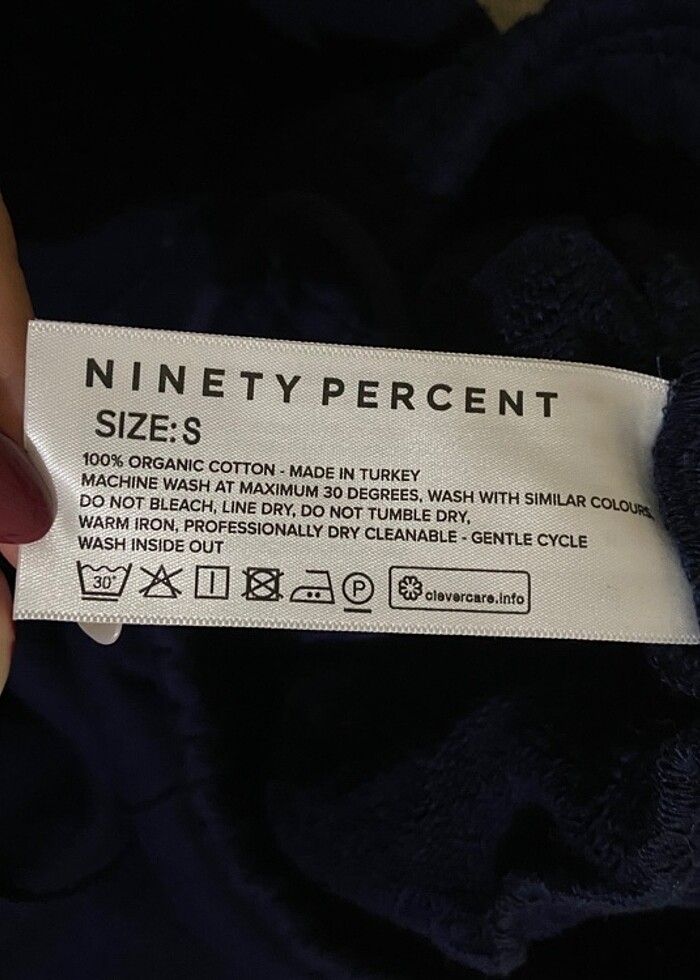 NINETY PERCENT
SIZE: S
100% ORGANIC COTTON - MADE IN TURKEY
MACHINE WASH AT MAXIMUM 30 DEGREES, WASH WITH SIMILAR COLOURS,
DO NOT BLEACH, LINE DRY, DO NOT TUMBLE DRY,
WARM IRON, PROFESSIONALLY DRY CLEANABLE - GENTLE CYCLE
WASH INSIDE OUT
30° P clevercare.info